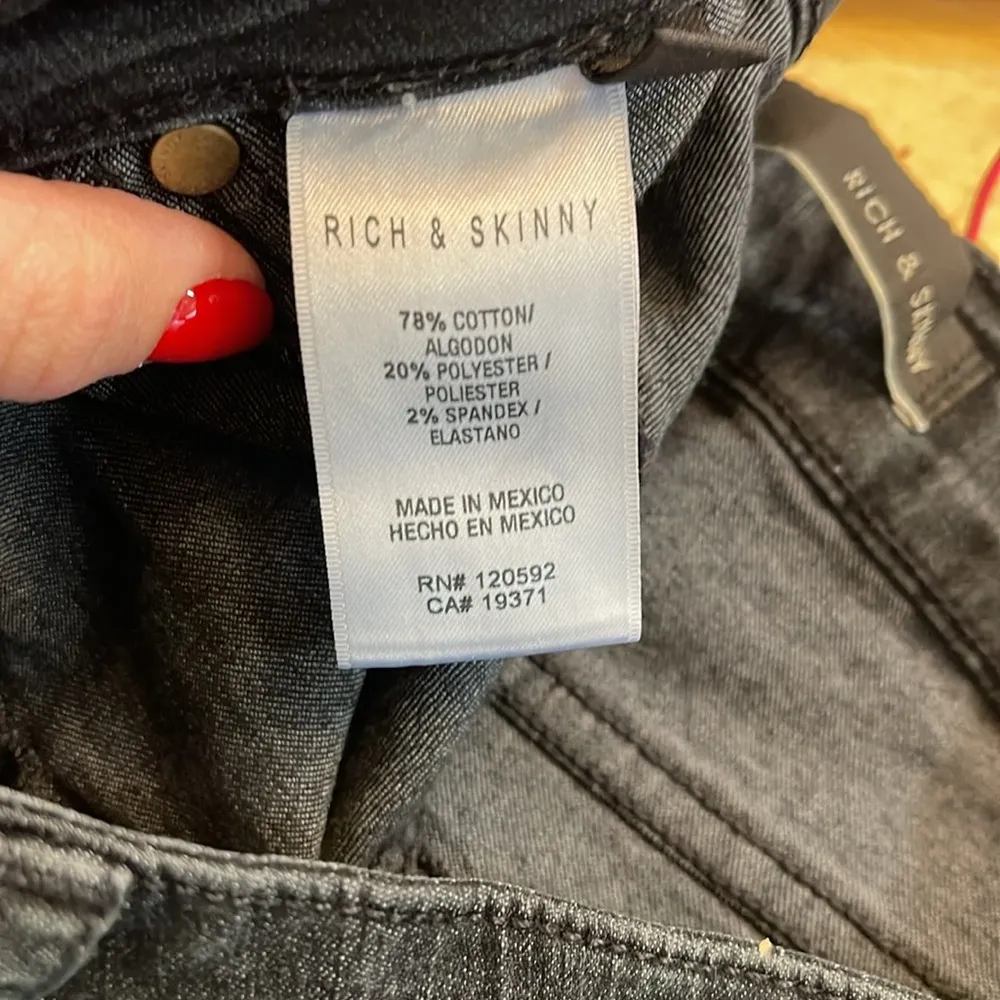 RICH & SKINNY
78% COTTON/
ALGODON
20% POLYESTER /
POLIESTER
2% SPANDEX /
ELASTANO
MADE IN MEXICO
HECHO EN MEXICO
RN# 120592
CA# 19371
RICH & SKINNY